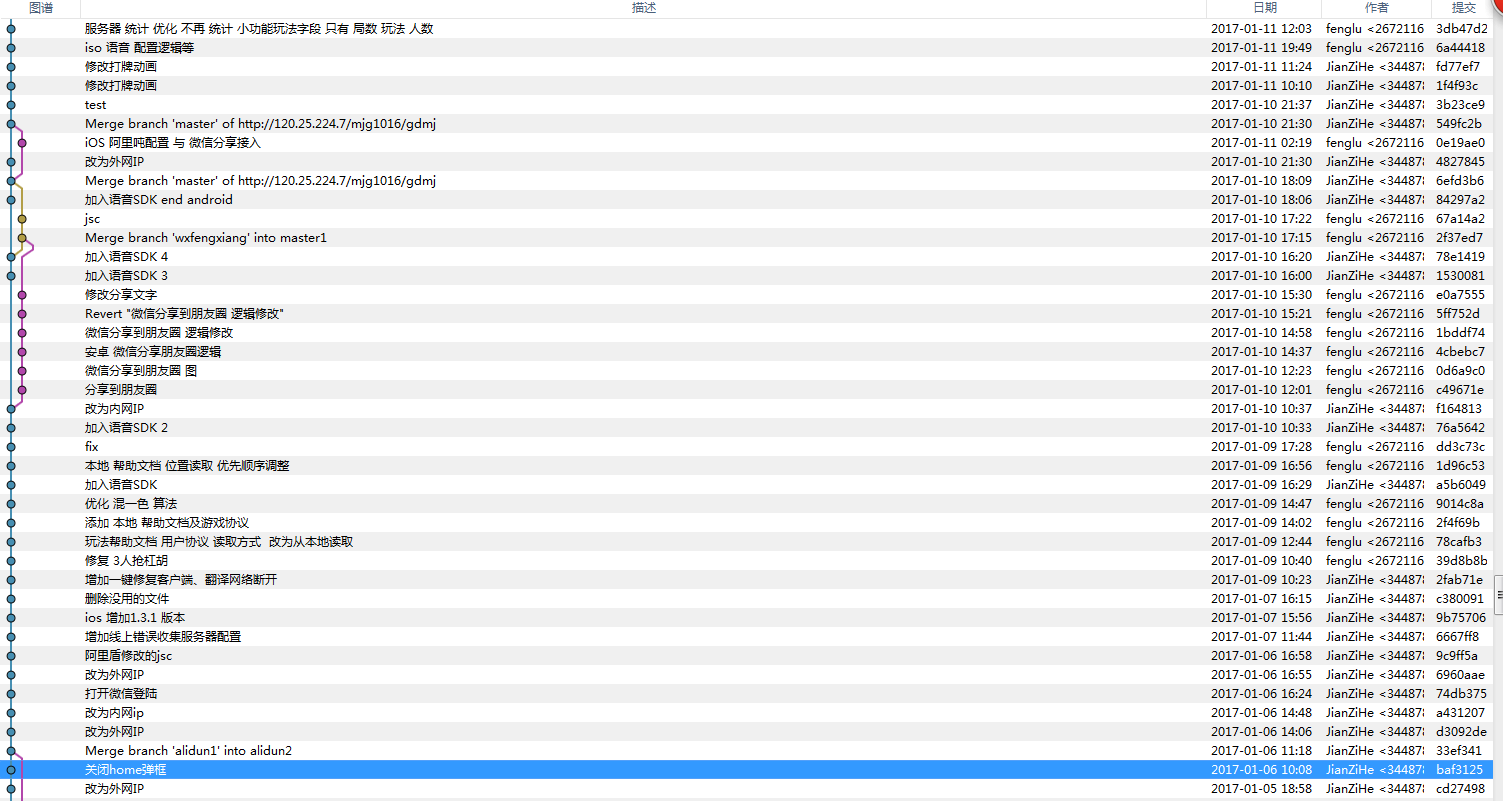 图谱 描述 日期 作者 提交
服务器 统计 优化 不再 统计 小功能玩法字段 只有 局数 玩法 人数 2017-01-11 12:03 fenglu <2672116 3db47d2
iso 语音 配置逻辑等 2017-01-11 19:49 fenglu <2672116 6a44418
修改打牌动画 2017-01-11 11:24 JianZiHe <34487 fd77ef7
修改打牌动画 2017-01-11 10:10 JianZiHe <34487 1f4f93c
test 2017-01-10 21:37 JianZiHe <34487 3b23ce9
Merge branch 'master' of http://120.25.224.7/mjg1016/gdmj 2017-01-10 21:30 JianZiHe <34487 549fc2b
iOS 阿里吨配置 与 微信分享接入 2017-01-11 02:19 fenglu <2672116 0e19ae0
改为外网IP 2017-01-10 21:30 JianZiHe <34487 4827845
Merge branch 'master' of http://120.25.224.7/mjg1016/gdmj 2017-01-10 18:09 JianZiHe <34487 6efd3b6
加入语音SDK end android 2017-01-10 18:06 JianZiHe <34487 84297a2
jsc 2017-01-10 17:22 fenglu <2672116 67a14a2
Merge branch 'wxfengxiang' into master1 2017-01-10 17:15 fenglu <2672116 2f37ed7
加入语音SDK 4 2017-01-10 16:20 JianZiHe <34487 78e1419
加入语音SDK 3 2017-01-10 16:00 JianZiHe <34487 1530081
修改分享文字 2017-01-10 15:30 fenglu <2672116 e0a7555
Revert "微信分享到朋友圈 逻辑修改" 2017-01-10 15:21 fenglu <2672116 5ff752d
微信分享到朋友圈 逻辑修改 2017-01-10 14:58 fenglu <2672116 1bddf74
安卓 微信分享朋友圈逻辑 2017-01-10 14:37 fenglu <2672116 4cbebc7
微信分享到朋友圈 图 2017-01-10 12:23 fenglu <2672116 0d6a9c0
分享到朋友圈 2017-01-10 12:01 fenglu <2672116 c49671e
改为内网IP 2017-01-10 10:37 JianZiHe <34487 f164813
加入语音SDK 2 2017-01-10 10:33 JianZiHe <34487 76a5642
fix 2017-01-09 17:28 fenglu <2672116 dd3c73c
本地 帮助文档 位置读取 优先顺序调整 2017-01-09 16:56 fenglu <2672116 1d96c53
加入语音SDK 2017-01-09 16:29 JianZiHe <34487 a5b6049
优化 混一色 算法 2017-01-09 14:47 fenglu <2672116 9014c8a
添加 本地 帮助文档及游戏协议 2017-01-09 14:02 fenglu <2672116 2f4f69b
玩法帮助文档 用户协议 读取方式 改为从本地读取 2017-01-09 12:44 fenglu <2672116 78cafb3
修复 3人抢杠胡 2017-01-09 10:40 fenglu <2672116 39d8b8b
增加一键修复客户端、翻译网络断开 2017-01-09 10:23 JianZiHe <34487 2fab71e
删除没用的文件 2017-01-07 16:15 JianZiHe <34487 c380091
ios 增加1.3.1 版本 2017-01-07 15:56 JianZiHe <34487 9b75706
增加线上错误收集服务器配置 2017-01-07 11:44 JianZiHe <34487 6667ff8
阿里盾修改的jsc 2017-01-06 16:58 JianZiHe <34487 9c9ff5a
改为外网IP 2017-01-06 16:55 JianZiHe <34487 6960aae
打开微信登陆 2017-01-06 16:24 JianZiHe <34487 74db375
改为内网ip 2017-01-06 14:48 JianZiHe <34487 a431207
改为外网IP 2017-01-06 14:06 JianZiHe <34487 d3092de
Merge branch 'alidun1' into alidun2 2017-01-06 11:18 JianZiHe <34487 33ef341
关闭home弹框 2017-01-06 10:08 JianZiHe <34487 baf3125
改为外网IP 2017-01-05 18:58 JianZiHe <34487 cd27498